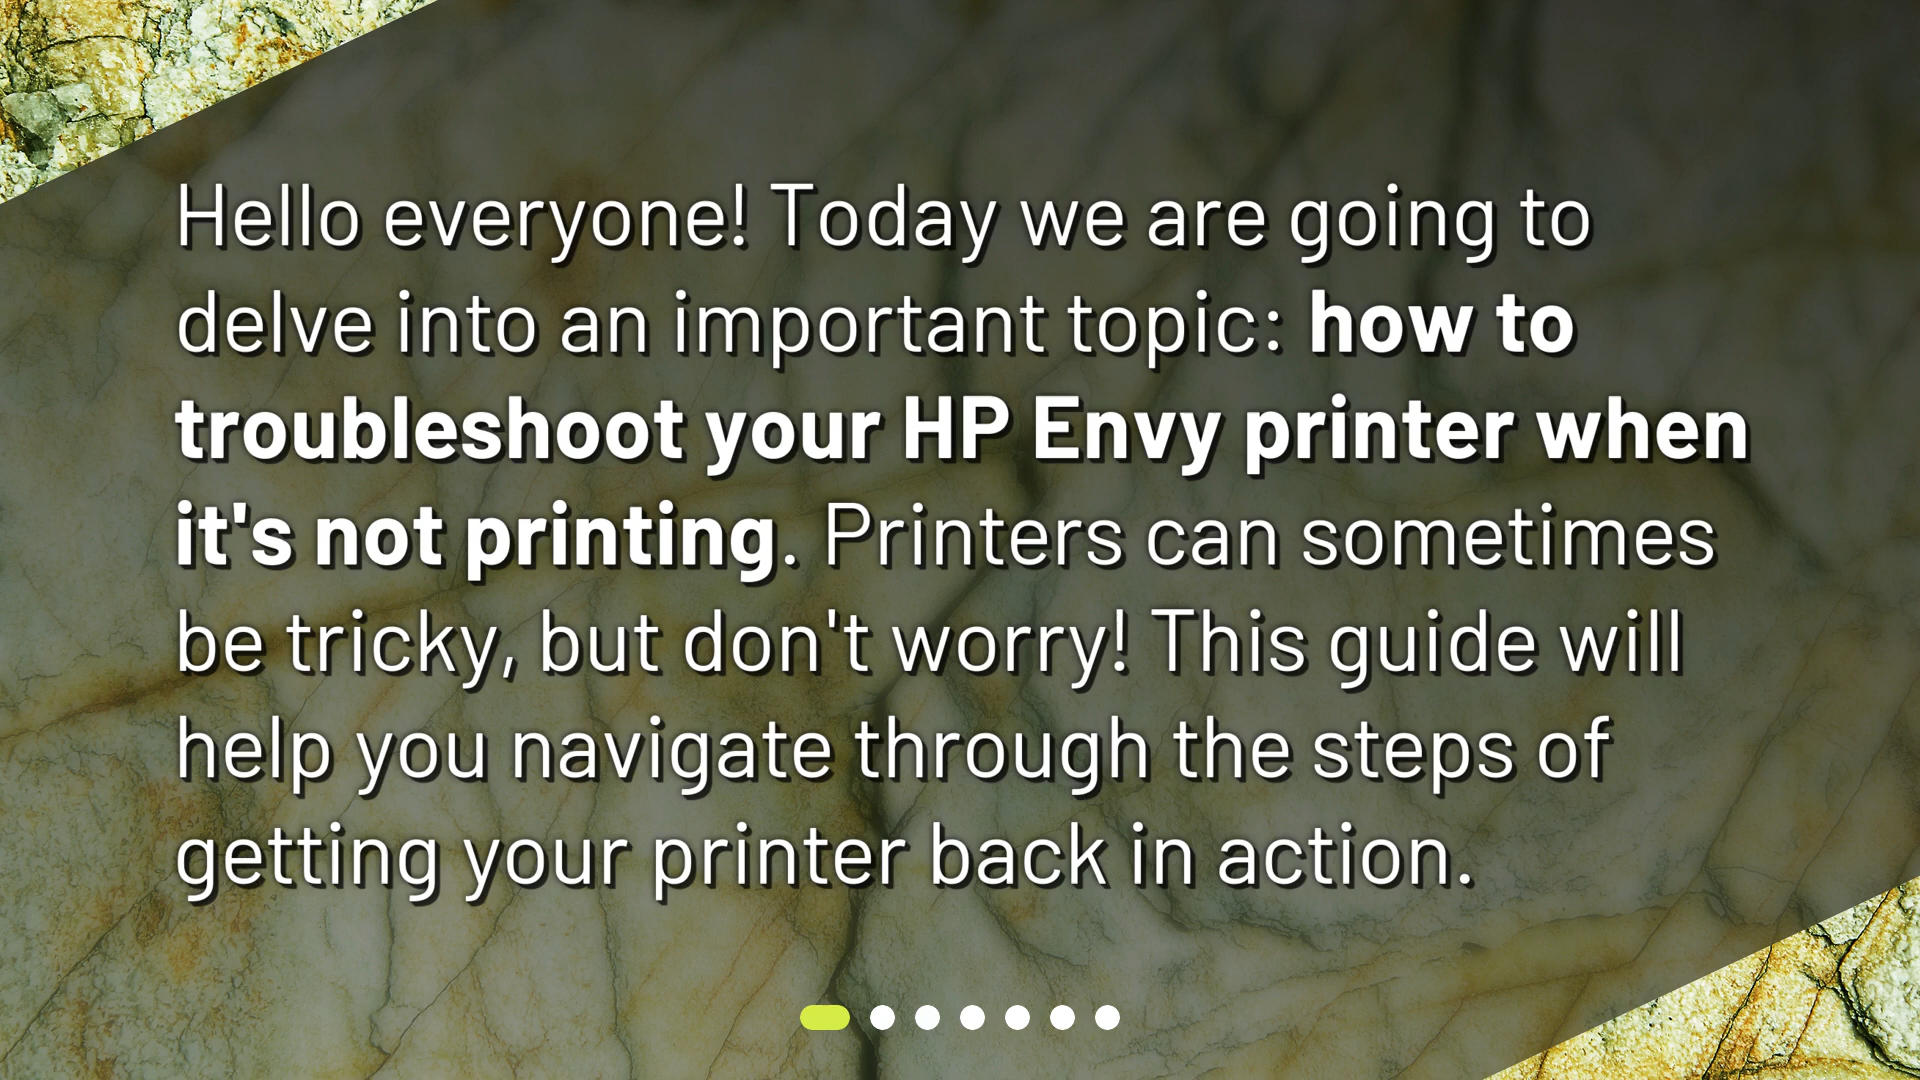 Hello everyone! Today we are going to
delve into an important topic: how to
troubleshoot your HP Envy printer when
it's not printing. Printers can sometimes
be tricky, but don't worry! This guide will
help you navigate through the steps of
getting your printer back in action.